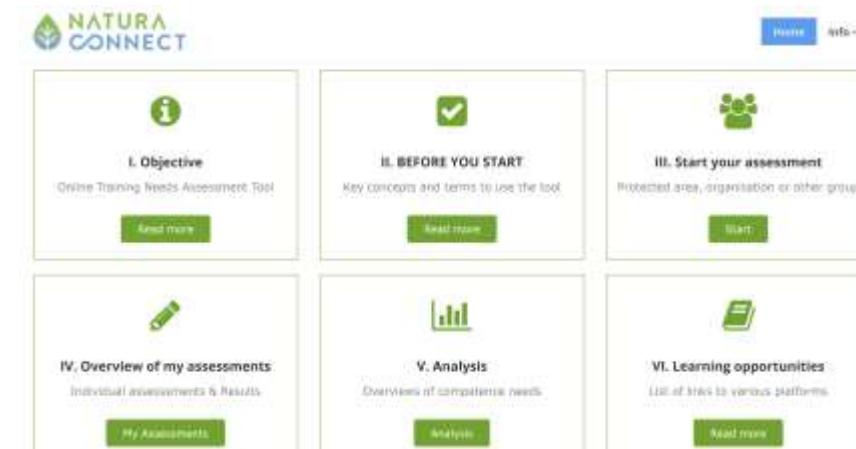 NATURA
CONNECT
Home Info
I. Objective
Online Training Needs Assessment Tool
Read more
II. BEFORE YOU START
Key concepts and terms to use the tool
Read more
III. Start your assessment
Protected area, organisation or other group
Start
IV. Overview of my assessments
Individual assessments & Results
My Assessments
V. Analysis
Overviews of competence needs
Analysis
VI. Learning opportunities
List of links to various platforms
Read more